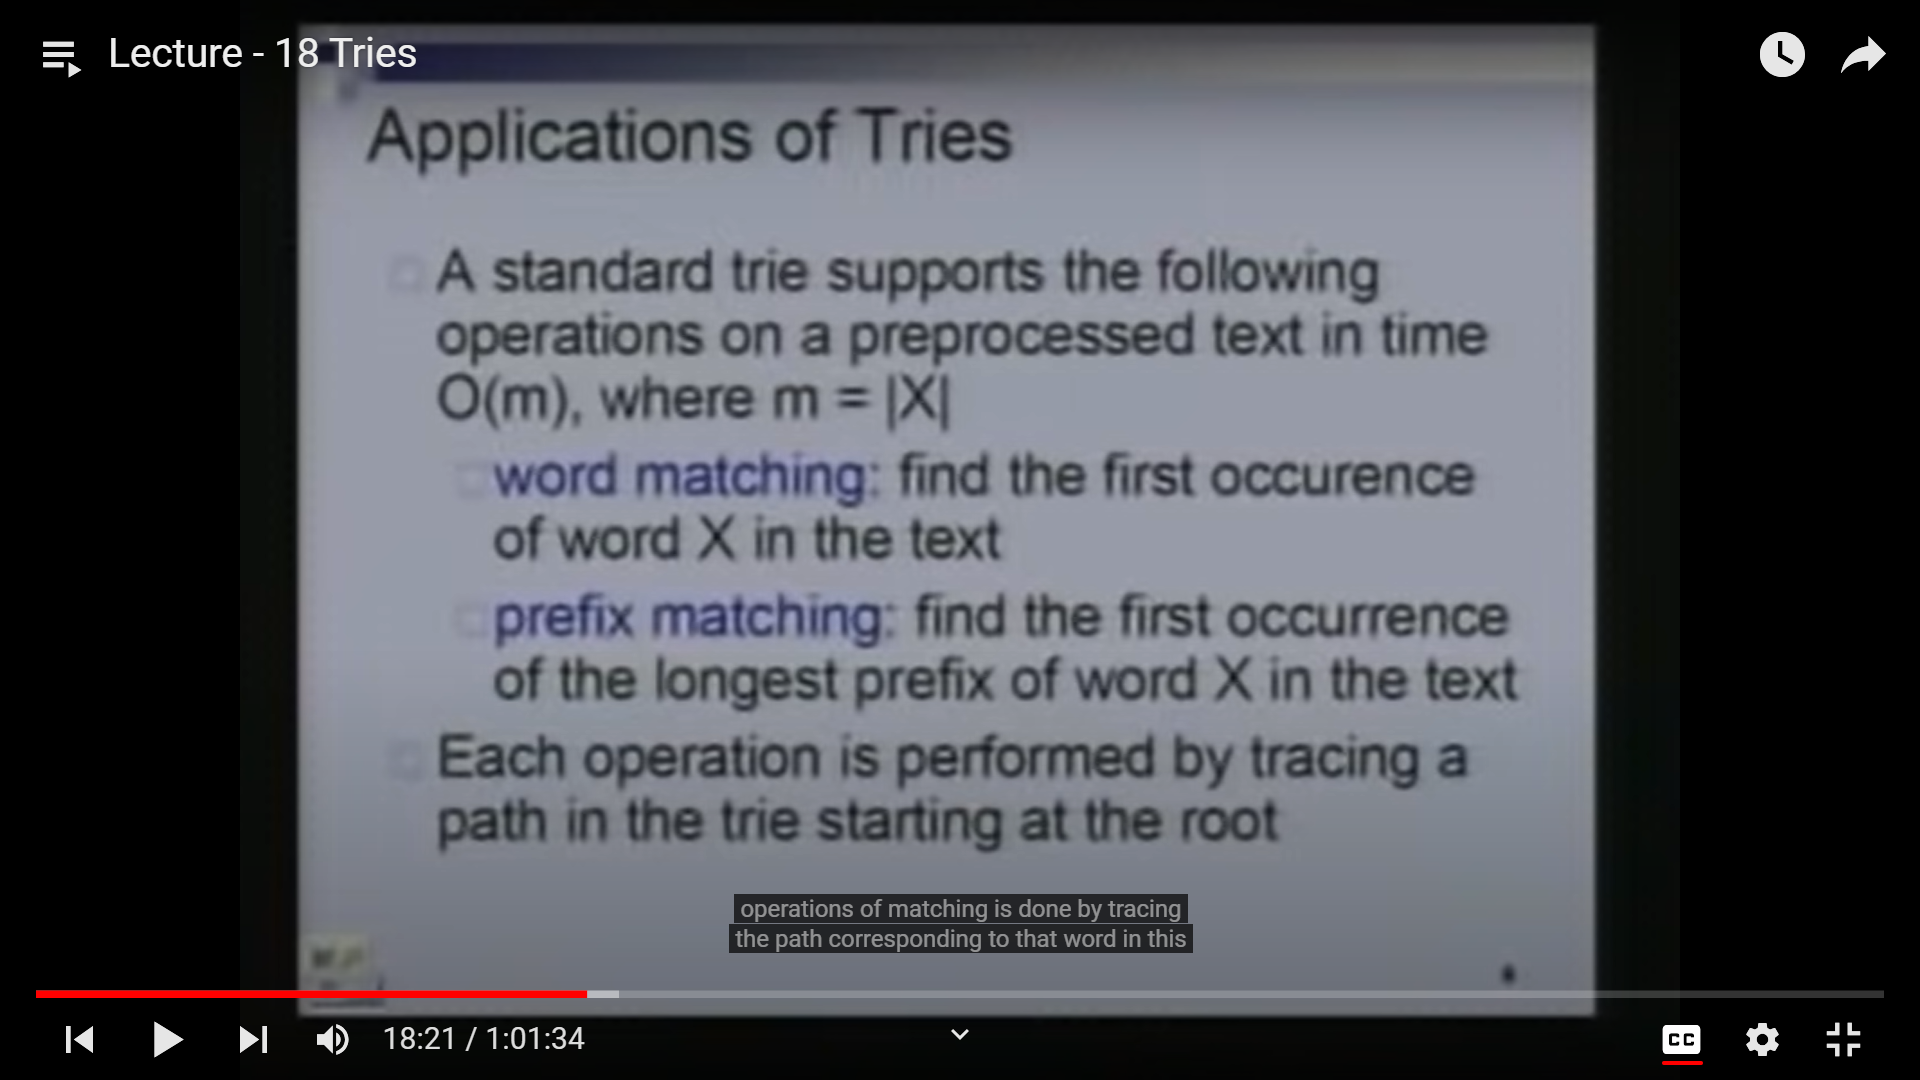 Lecture - 18 Tries
Applications of Tries
A standard trie supports the following
operations on a preprocessed text in time
O(m), where m = |X|
word matching: find the first occurence
of word X in the text
prefix matching: find the first occurrence
of the longest prefix of word X in the text
Each operation is performed by tracing a
path in the trie starting at the root
operations of matching is done by tracing
the path corresponding to that word in this
18:21 / 1:01:34
CC